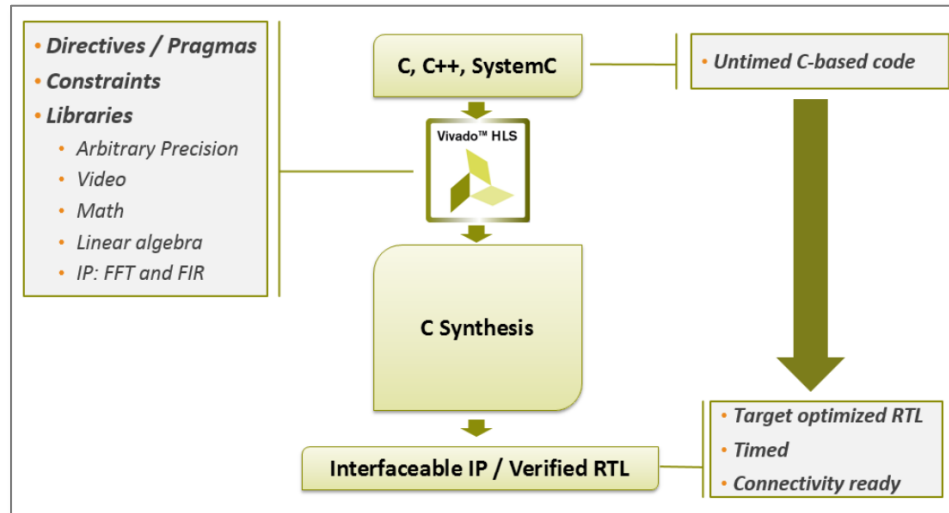 • Directives / Pragmas
• Constraints
• Libraries
• Arbitrary Precision
• Video
• Math
• Linear algebra
• IP: FFT and FIR
C, C++, SystemC
• Untimed C-based code
Vivado™ HLS
C Synthesis
Interfaceable IP / Verified RTL
• Target optimized RTL
• Timed
• Connectivity ready